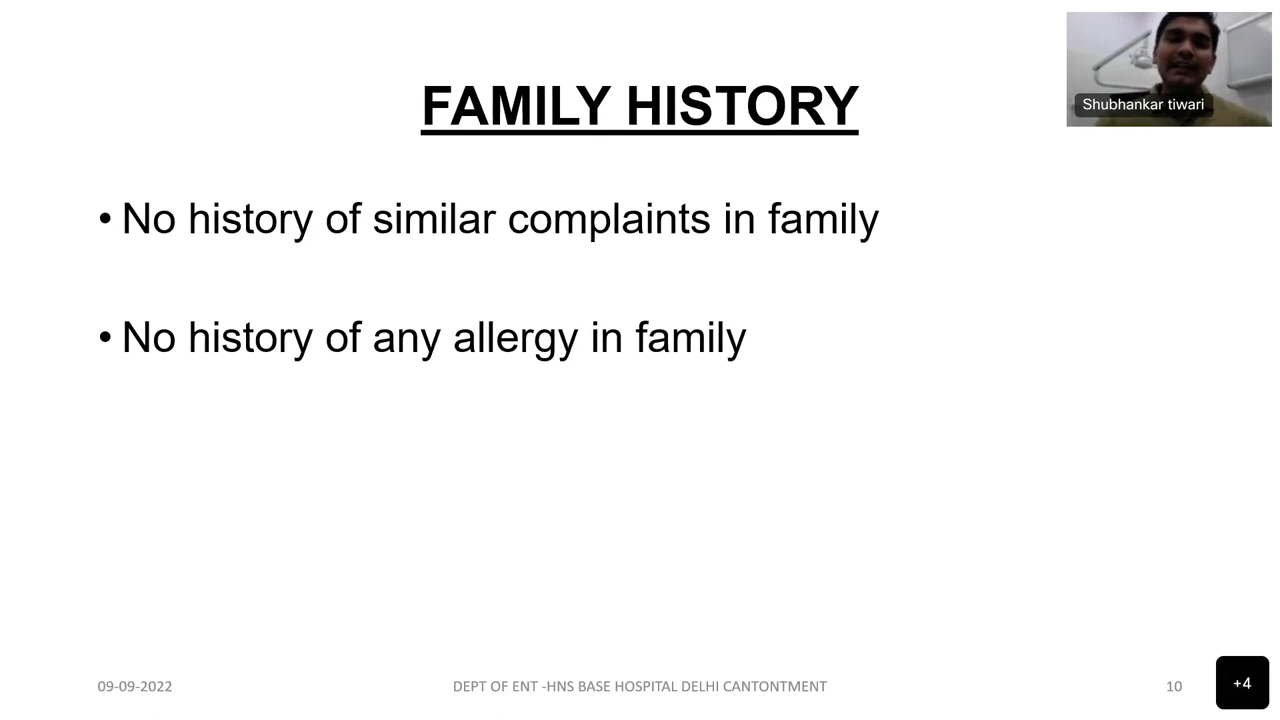 Shubhankar tiwari
FAMILY HISTORY
• No history of similar complaints in family
• No history of any allergy in family
09-09-2022
DEPT OF ENT -HNS BASE HOSPITAL DELHI CANTONTMENT
10
+4